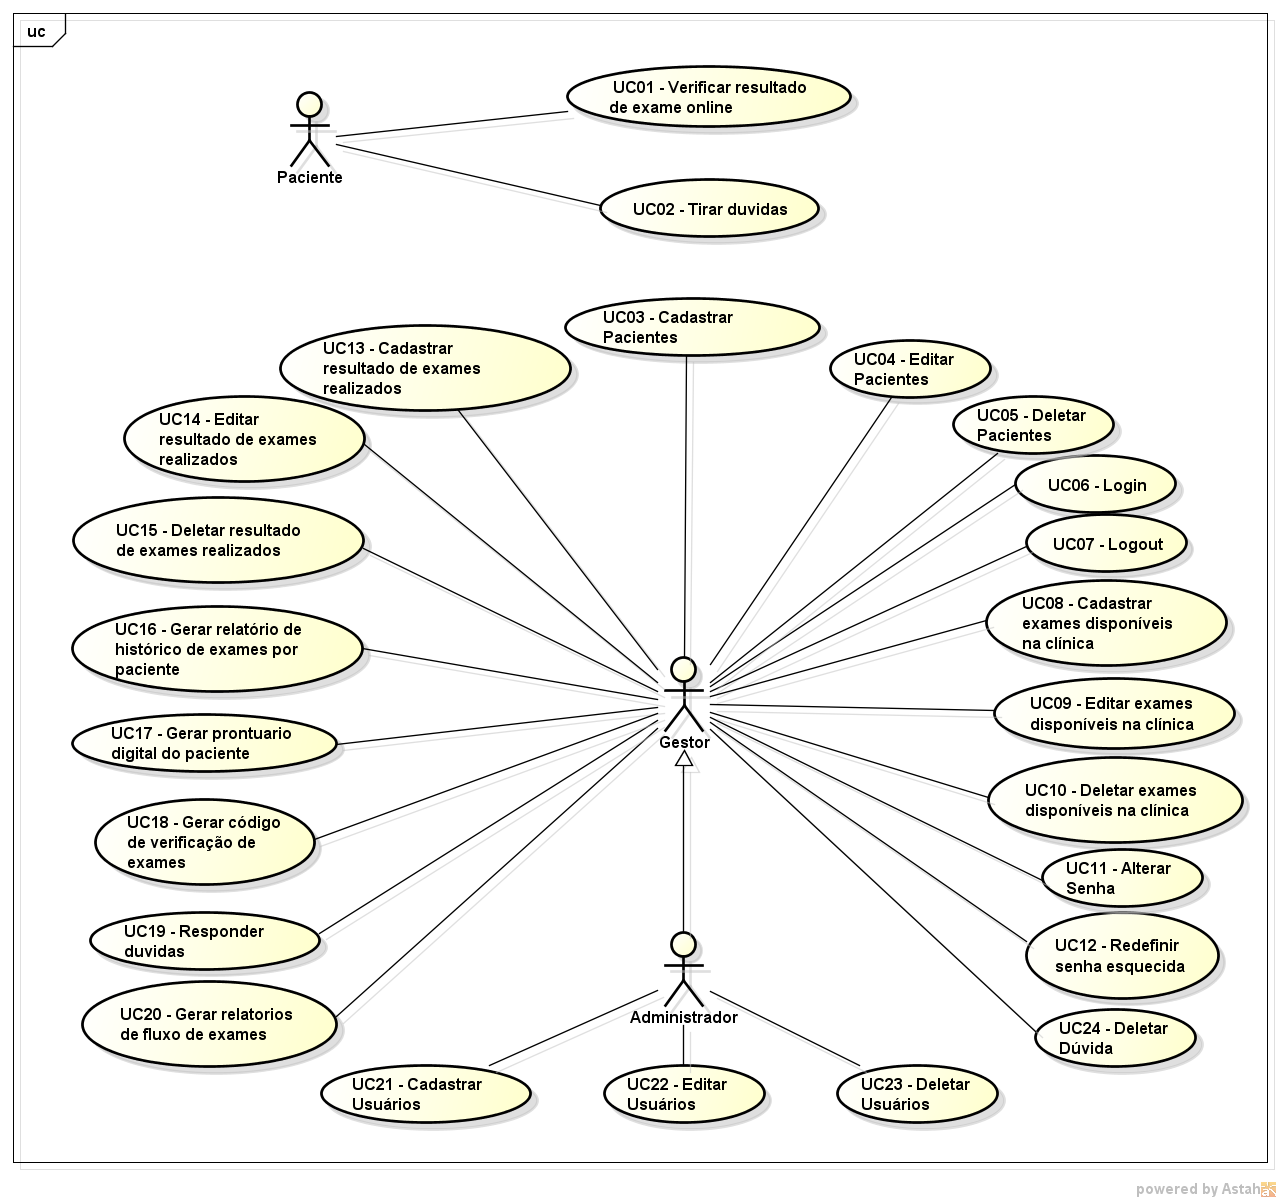 uc
UC01 - Verificar resultado
de exame online
Paciente
UC02 - Tirar duvidas
UC03 - Cadastrar
Pacientes
UC13 - Cadastrar
resultado de exames
realizados
UC04 - Editar
Pacientes
UC14 - Editar
resultado de exames
realizados
UC05 - Deletar
Pacientes
UC06 - Login
UC15 - Deletar resultado
de exames realizados
UC07 - Logout
UC08 - Cadastrar
exames disponíveis
na clínica
UC16 - Gerar relatório de
histórico de exames por
paciente
UC09 - Editar exames
disponíveis na clínica
UC17 - Gerar prontuario
digital do paciente
Gestor
UC10 - Deletar exames
disponíveis na clínica
UC18 - Gerar código
de verificação de
exames
UC11 - Alterar
Senha
UC19 - Responder
duvidas
UC12 - Redefinir
senha esquecida
UC20 - Gerar relatorios
de fluxo de exames
Administrador
UC24 - Deletar
Dúvida
UC21 - Cadastrar
Usuários
UC22 - Editar
Usuários
UC23 - Deletar
Usuários
powered by Astah